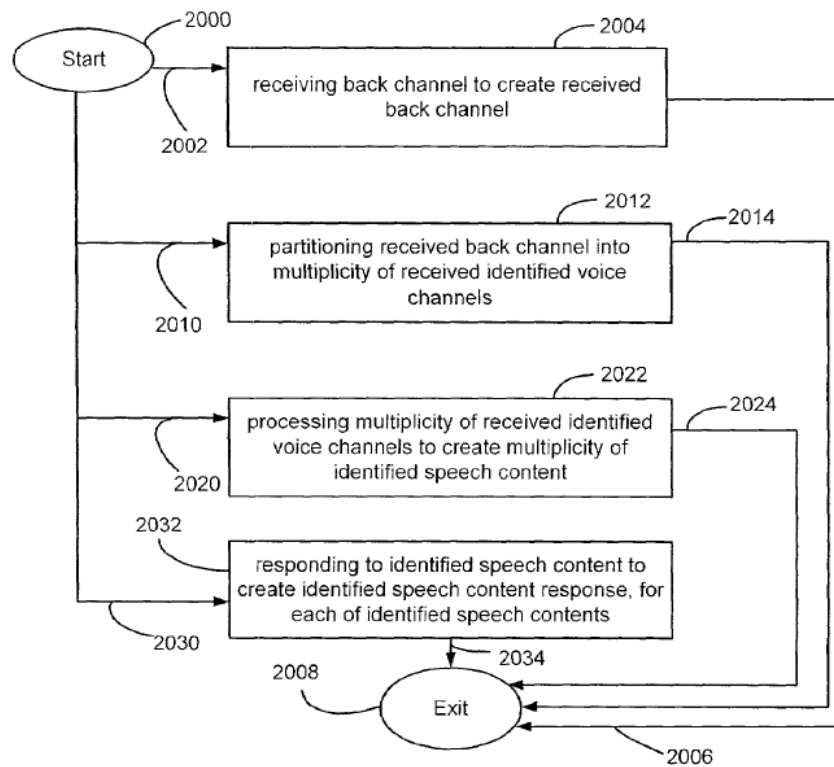 2000
Start
2002
2004
receiving back channel to create received
back channel
2012
2014
partitioning received back channel into
multiplicity of received identified voice
channels
2010
2022
2024
processing multiplicity of received identified
voice channels to create multiplicity of
identified speech content
2020
2032
responding to identified speech content to
create identified speech content response, for
each of identified speech contents
2030
2034
2008
Exit
2006